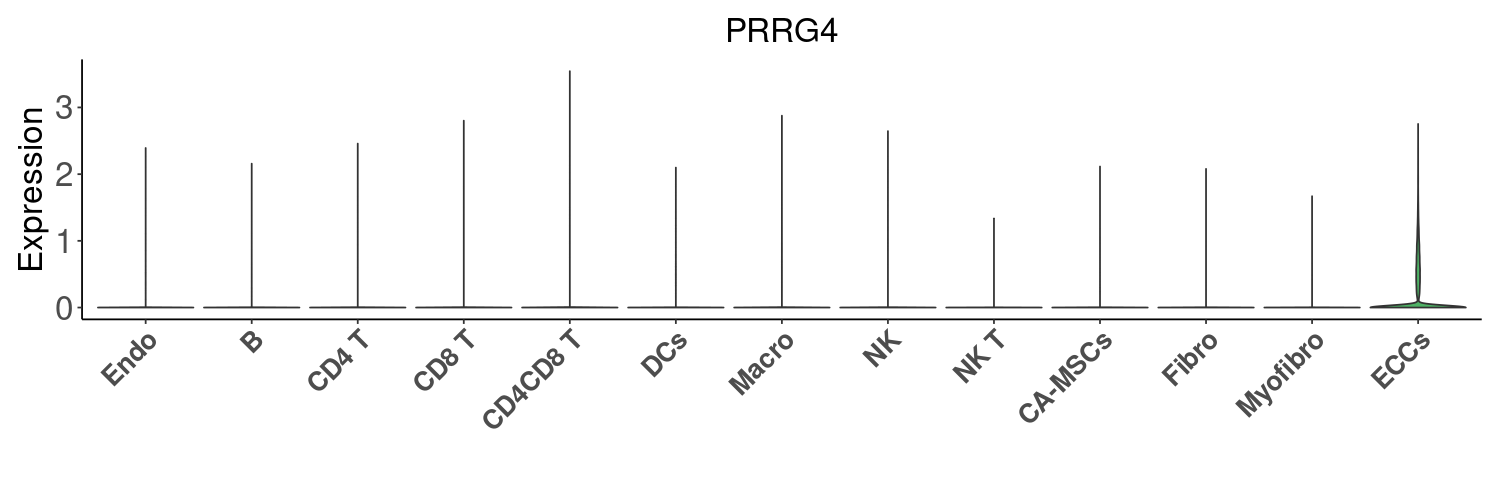 PRRG4
Expression
3
2
1
0
Endo
B
CD4 T
CD8 T
CD4CD8 T
DCs
Macro
NK
NK T
CA-MSCs
Fibro
Myofibro
ECCs